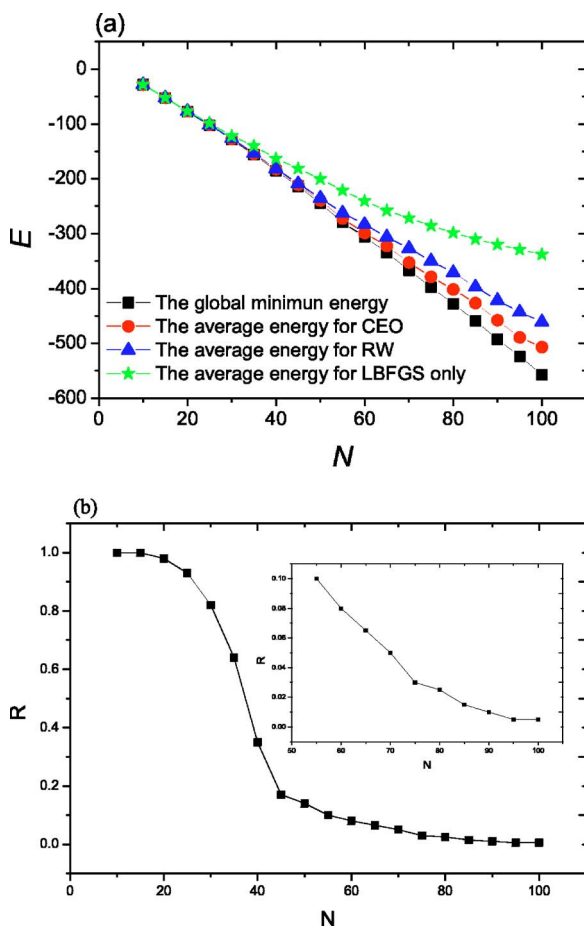 (a)
0
-100
-200
-300
-400
-500
-600
E
The global minimun energy
The average energy for CEO
The average energy for RW
The average energy for LBFGS only
0 20 40 60 80 100
N
(b)
1.0
0.8
0.6
0.4
0.2
0.0
R
0.10
0.08
0.06
0.04
0.02
0.00
R
50 60 70 80 90 100
N
0 20 40 60 80 100
N